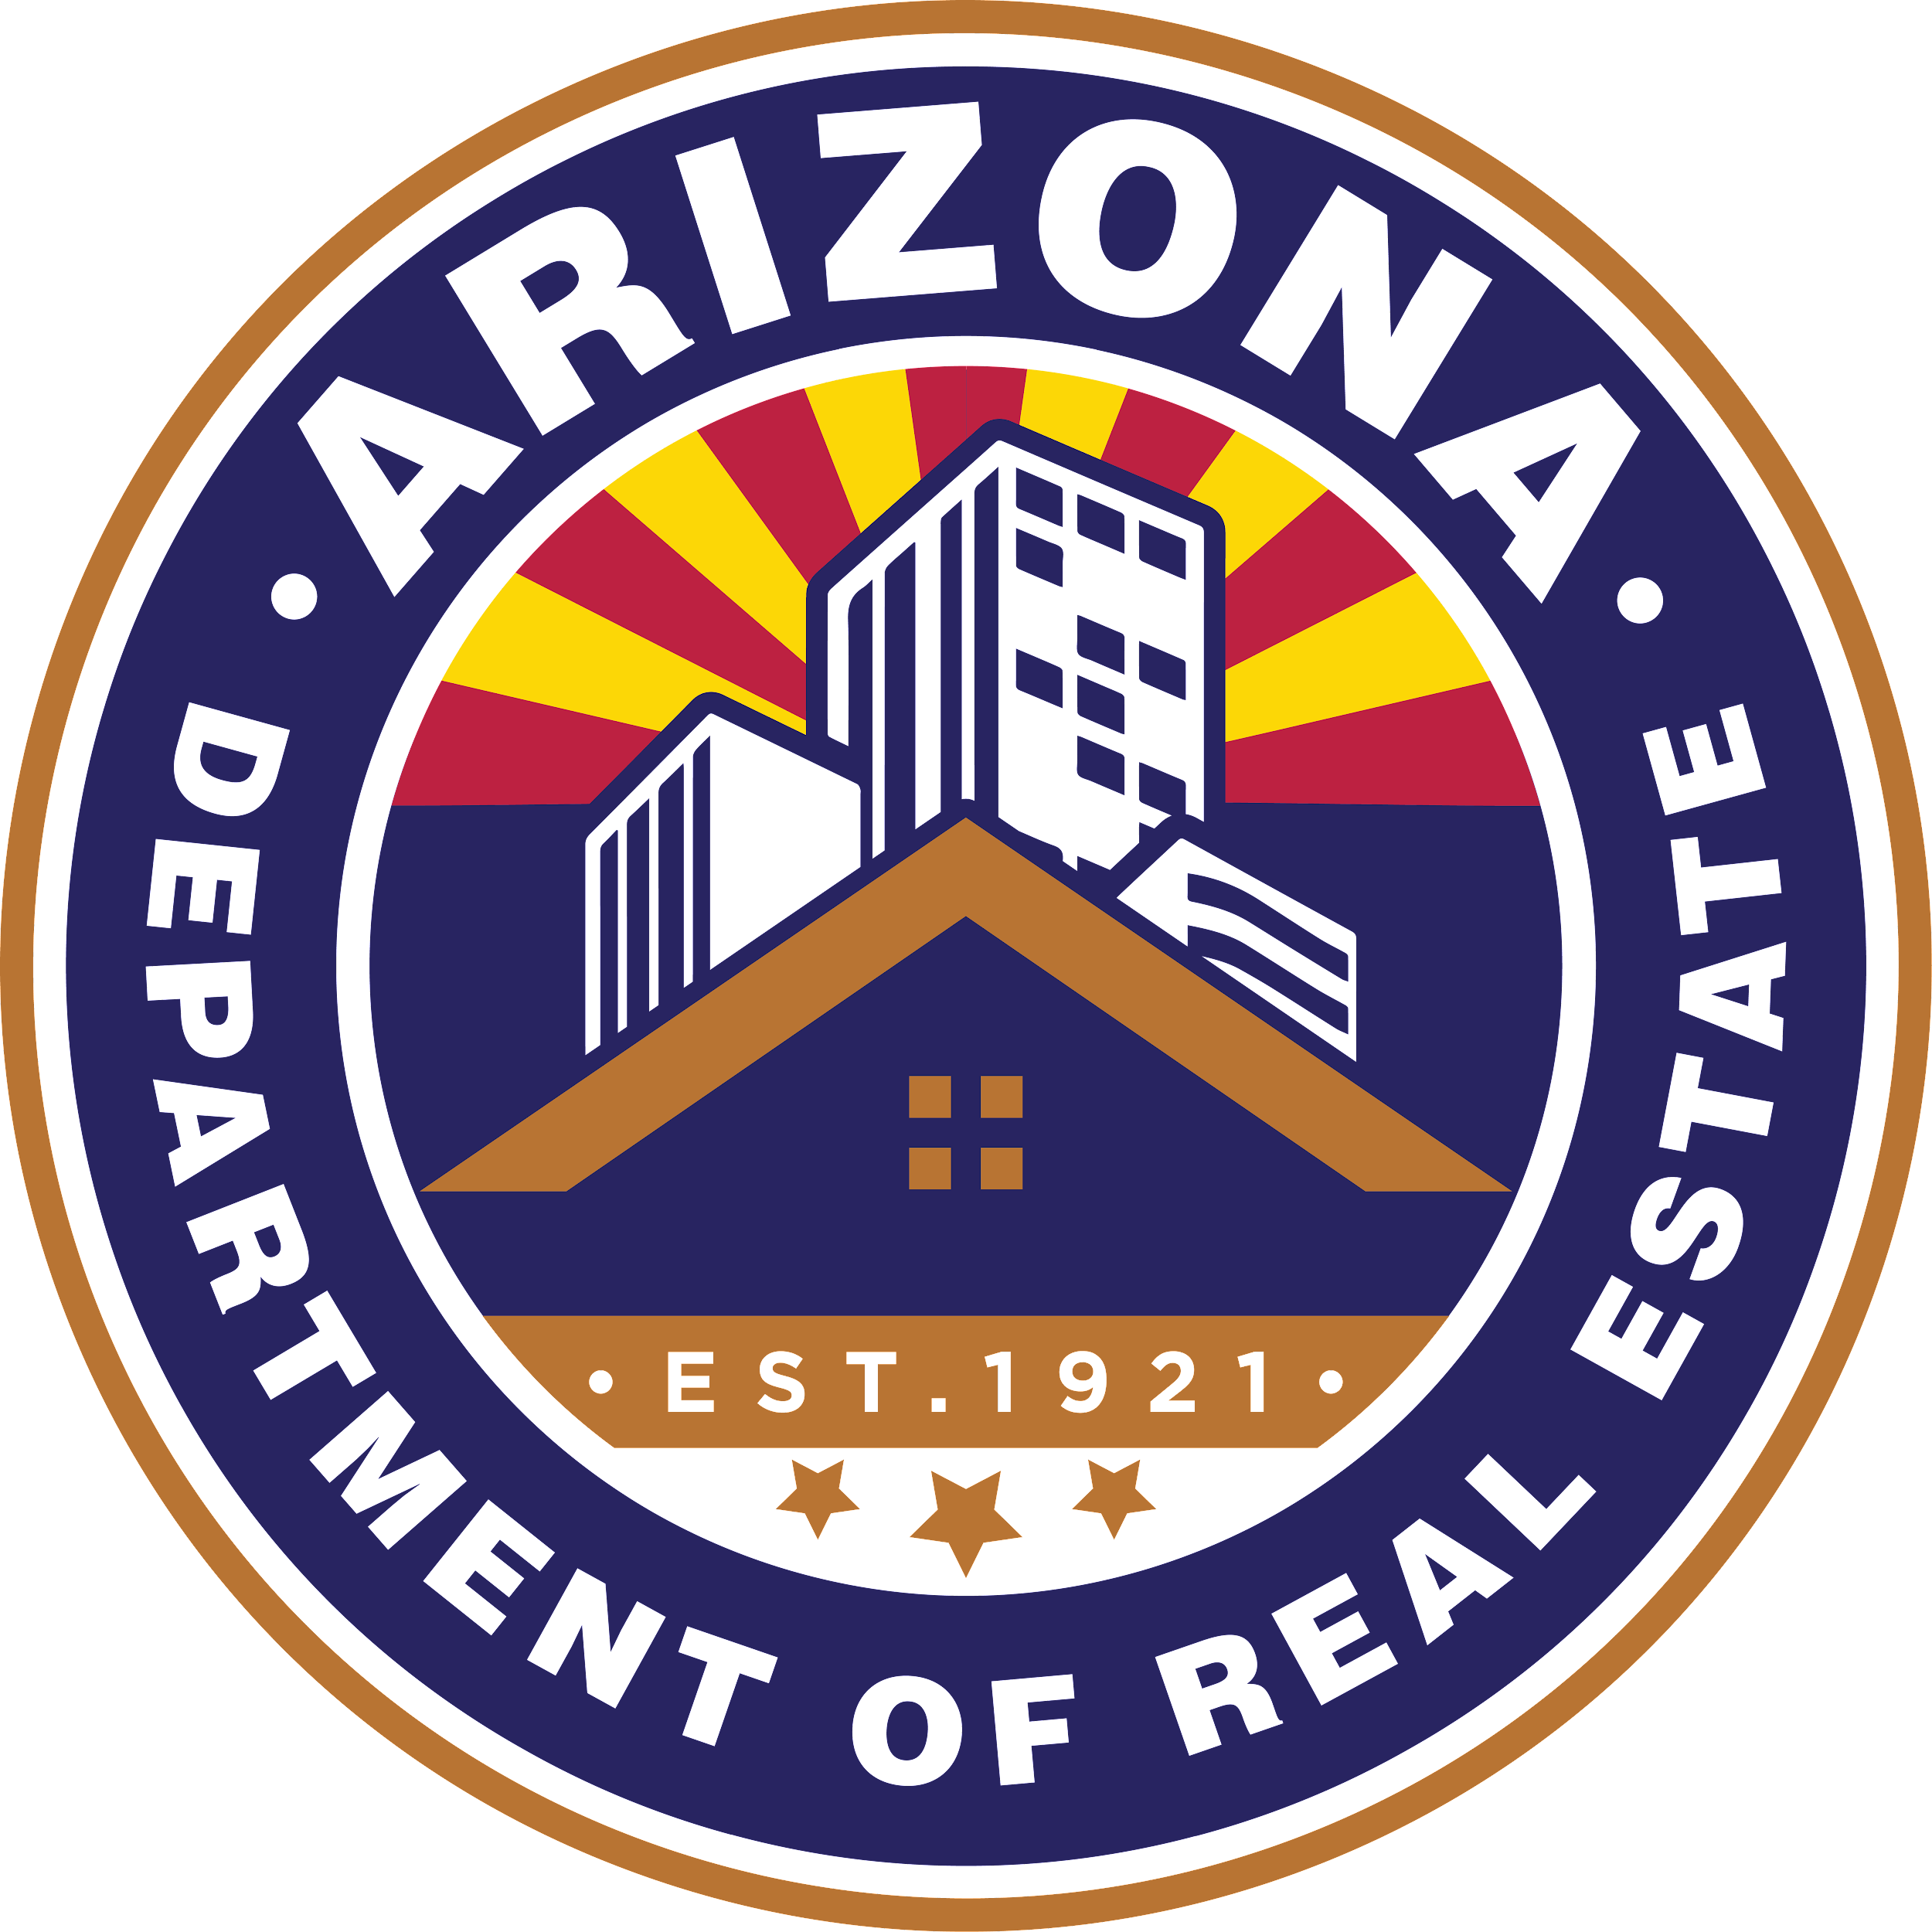 ARIZONA
DEPARTMENT OF REAL ESTATE
EST.1921